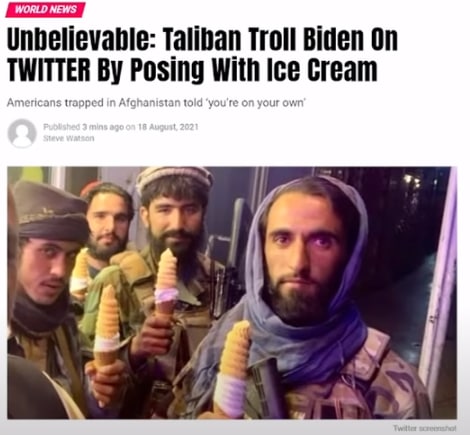 WORLD NEWS
Unbelievable: Taliban Troll Biden On
TWITTER By Posing With Ice Cream
Americans trapped in Afghanistan told 'you're on your own'
Published 3 mins ago on 18 August, 2021
Steve Watson
Twitter screenshot